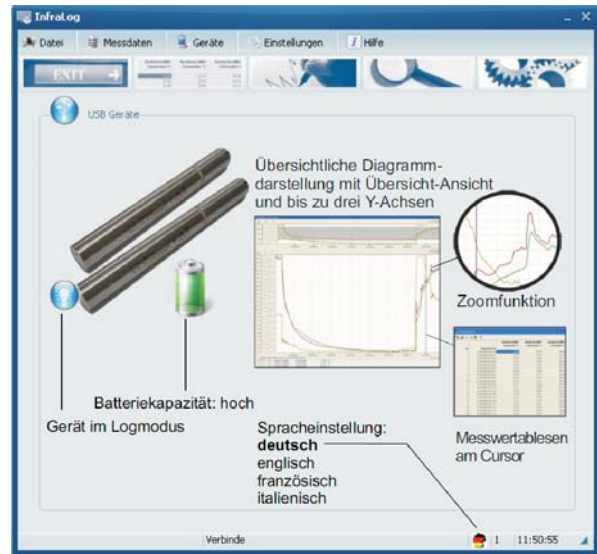 InfraLog
Datei Messdaten Geräte Einstellungen Hilfe
EXIT
USB Geräte
Übersichtliche Diagramm-
darstellung mit Übersicht-Ansicht
und bis zu drei Y-Achsen
Zoomfunktion
Batteriekapazität: hoch
Gerät im Logmodus
Messwertablesen
am Cursor
Spracheinstellung:
deutsch
englisch
französisch
italienisch
Verbinde 1 11:50:55